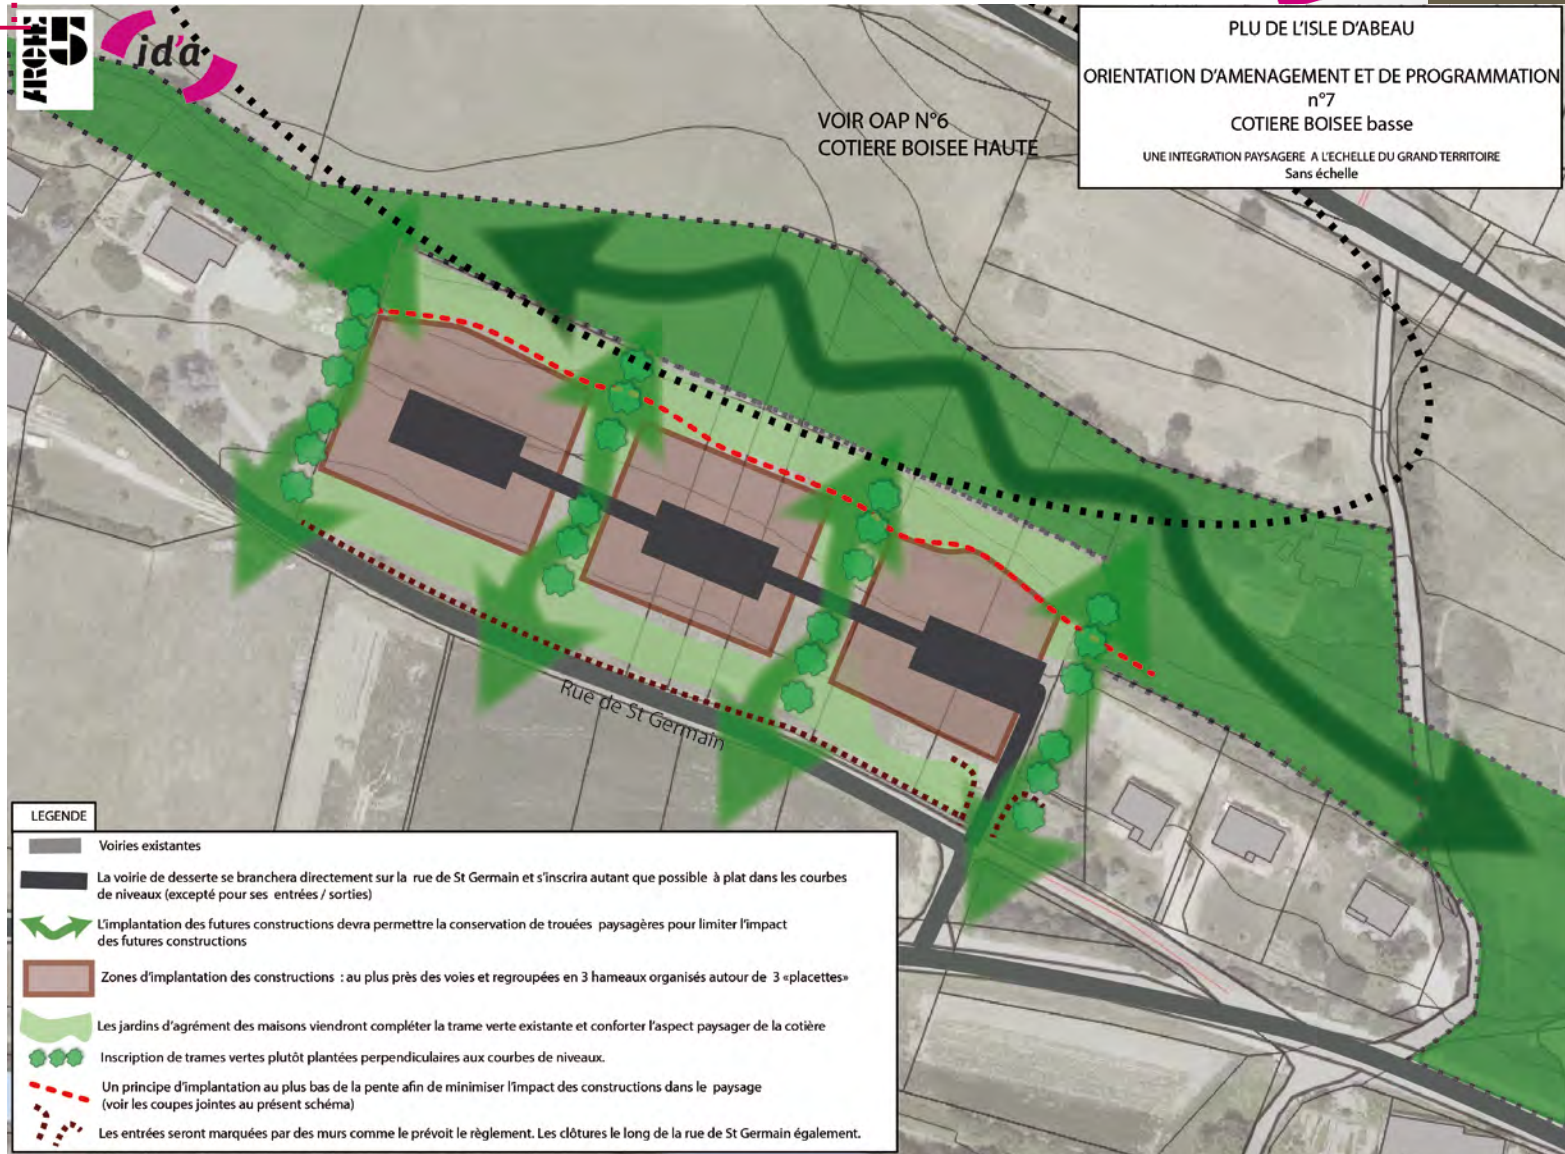 ARCHE 5
id'à
PLU DE L'ISLE D'ABEAU
ORIENTATION D'AMENAGEMENT ET DE PROGRAMMATION
n°7
COTIERE BOISEE basse
UNE INTEGRATION PAYSAGERE A L'ECHELLE DU GRAND TERRITOIRE
Sans échelle
VOIR OAP N°6
COTIERE BOISEE HAUTE
Rue de St Germain
LEGENDE
Voiries existantes
La voirie de desserte se branchera directement sur la rue de St Germain et s'inscrira autant que possible à plat dans les courbes
de niveaux (excepté pour ses entrées / sorties)
L'implantation des futures constructions devra permettre la conservation de trouées paysagères pour limiter l'impact
des futures constructions
Zones d'implantation des constructions : au plus près des voies et regroupées en 3 hameaux organisés autour de 3 «placettes»
Les jardins d'agrément des maisons viendront compléter la trame verte existante et conforter l'aspect paysager de la cotière
Inscription de trames vertes plutôt plantées perpendiculaires aux courbes de niveaux.
Un principe d'implantation au plus bas de la pente afin de minimiser l'impact des constructions dans le paysage
(voir les coupes jointes au présent schéma)
Les entrées seront marquées par des murs comme le prévoit le règlement. Les clôtures le long de la rue de St Germain également.